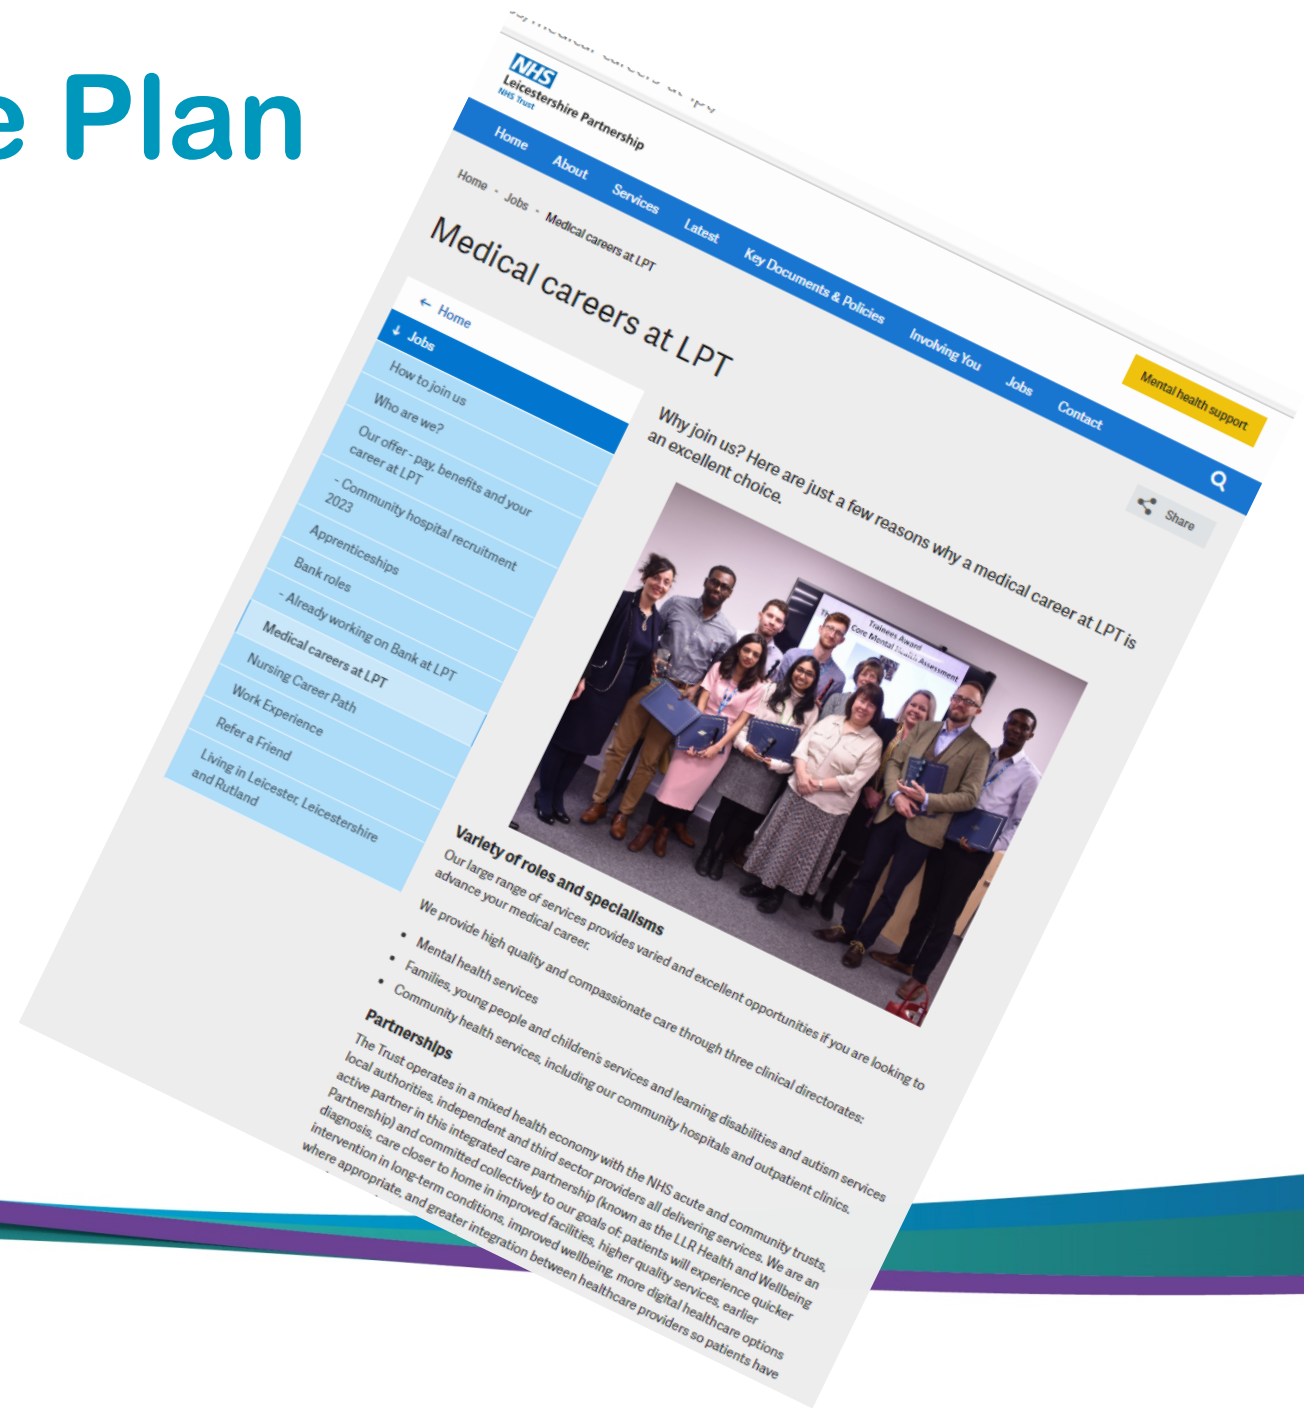 e Plan
NHS
Leicestershire Partnership
NHS Trust
Home About Services Latest Key Documents & Policies Involving You Jobs Contact
Mental health support
Home - Jobs - Medical careers at LPT
Share
Medical careers at LPT
← Home
↓ Jobs
How to join us
Who are we?
Our offer - pay, benefits and your
career at LPT
- Community hospital recruitment
2023
Apprenticeships
Bank roles
- Already working on Bank at LPT
Medical careers at LPT
Nursing Career Path
Work Experience
Refer a Friend
Living in Leicester, Leicestershire
and Rutland
Why join us? Here are just a few reasons why a medical career at LPT is
an excellent choice.
Trainees Award
Core Mental Health Assessment
Variety of roles and specialisms
Our large range of services provides varied and excellent opportunities if you are looking to
advance your medical career.
We provide high quality and compassionate care through three clinical directorates:
• Mental health services
• Families, young people and children's services and learning disabilities and autism services
• Community health services, including our community hospitals and outpatient clinics.
Partnerships
The Trust operates in a mixed health economy with the NHS acute and community trusts,
local authorities, independent and third sector providers all delivering services. We are an
active partner in this integrated care partnership (known as the LLR Health and Wellbeing
Partnership) and committed collectively to our goals of: patients will experience quicker
diagnosis, care closer to home in improved facilities, higher quality services, earlier
intervention in long-term conditions, improved wellbeing, more digital healthcare options
where appropriate, and greater integration between healthcare providers so patients have